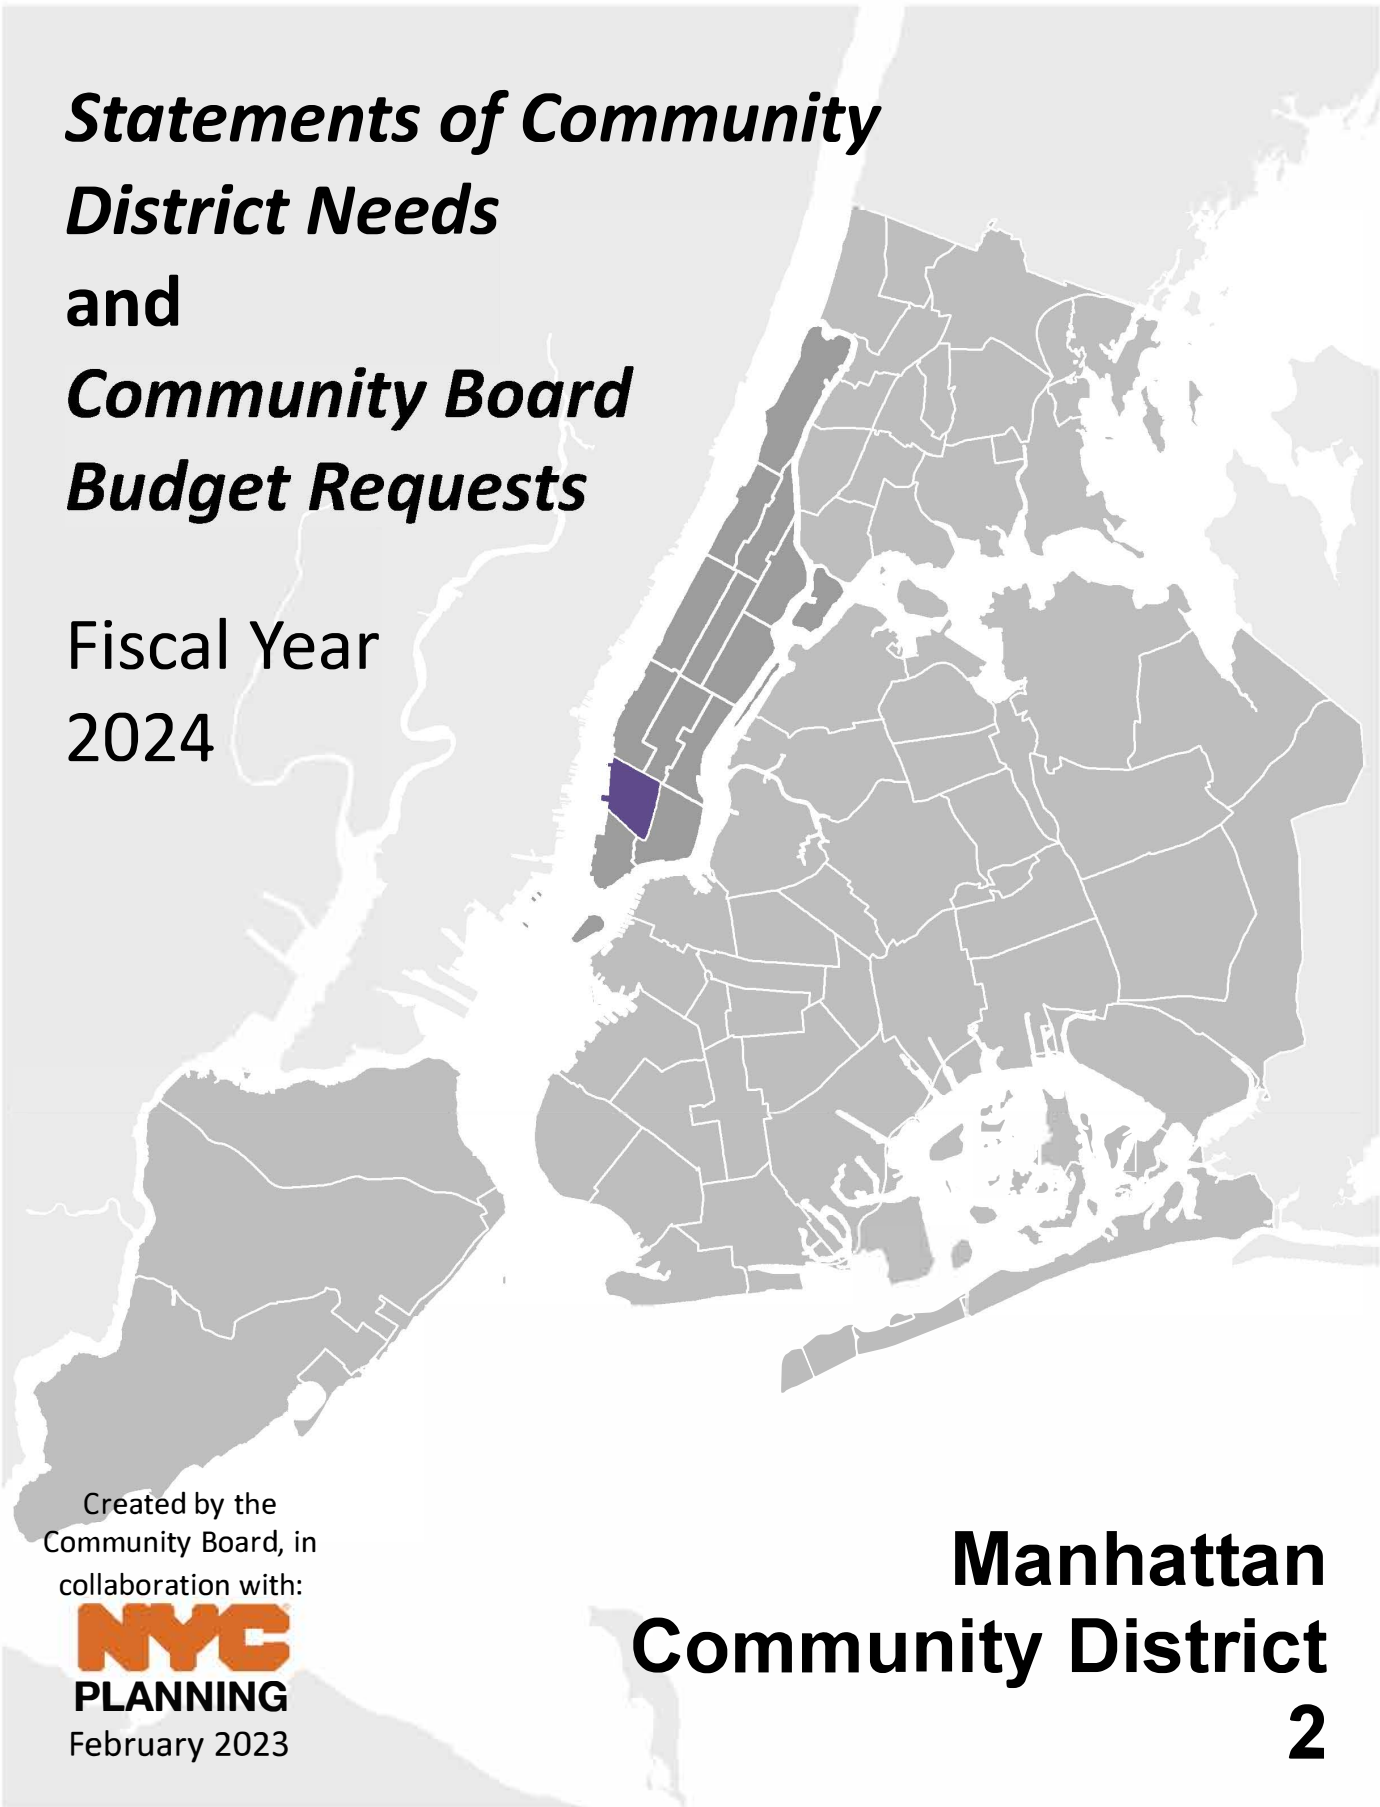 Statements of Community
District Needs
and
Community Board
Budget Requests
Fiscal Year
2024
Created by the
Community Board, in
collaboration with:
NYC
PLANNING
February 2023
Manhattan
Community District
2